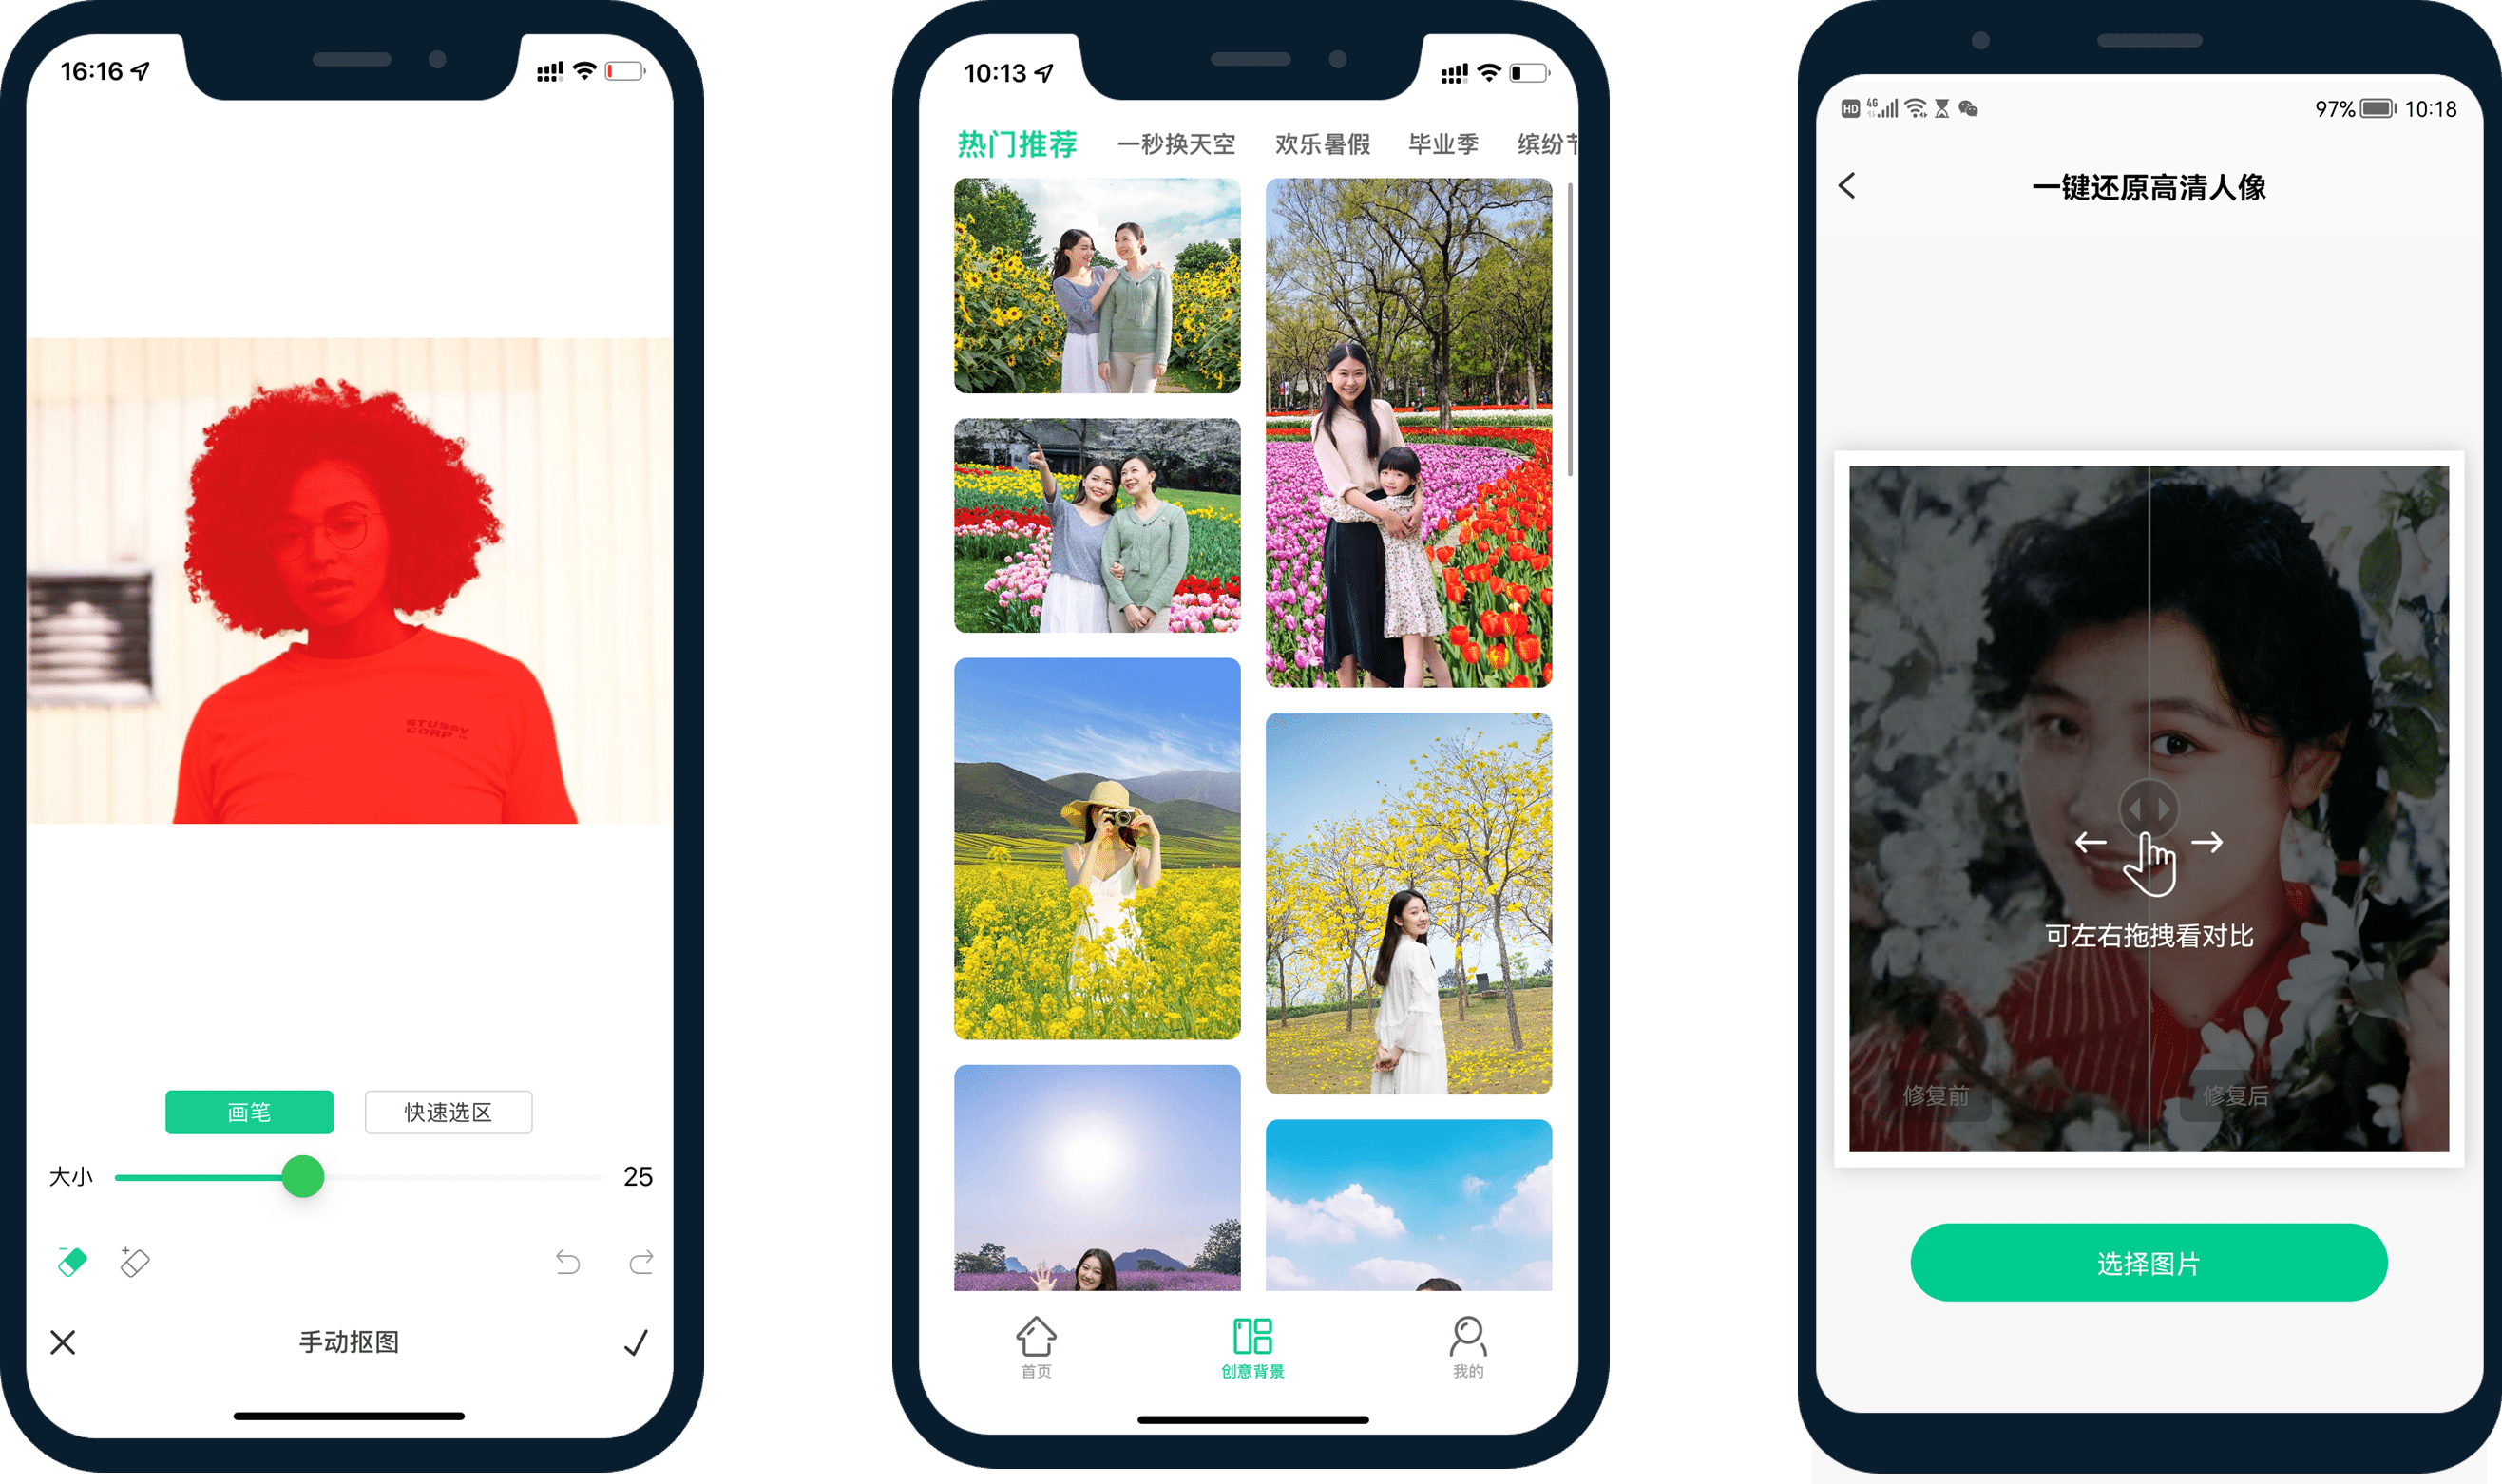 16:16
STUSSY
CORP
画笔
快速选区
大小
25
手动抠图
10:13
热门推荐
一秒换天空
欢乐暑假
毕业季
缤纷节
首页
创意背景
我的
HD
4G
97%
10:18
一键还原高清人像
可左右拖拽看对比
修复前
修复后
选择图片